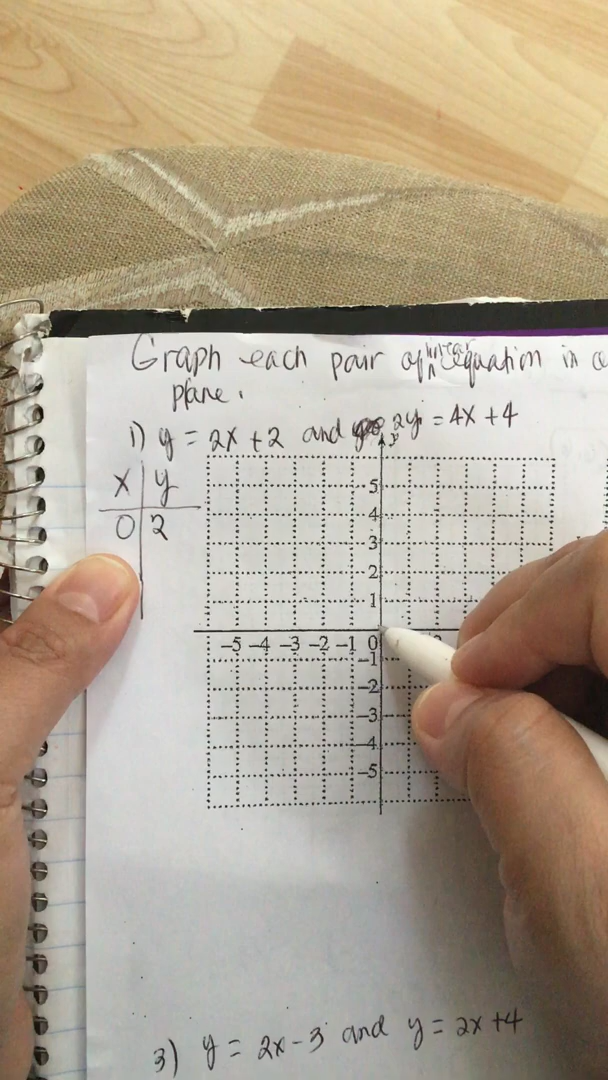 Graph each pair of linear equation in
plane.
1) y = 2x + 2 and 2y = 4x + 4
x y
0 2
5
4
3
2
1
-5 -4 -3 -2 -1 0
-1
-2
-3
-4
-5
3) y = 2x - 3 and y = 2x + 4